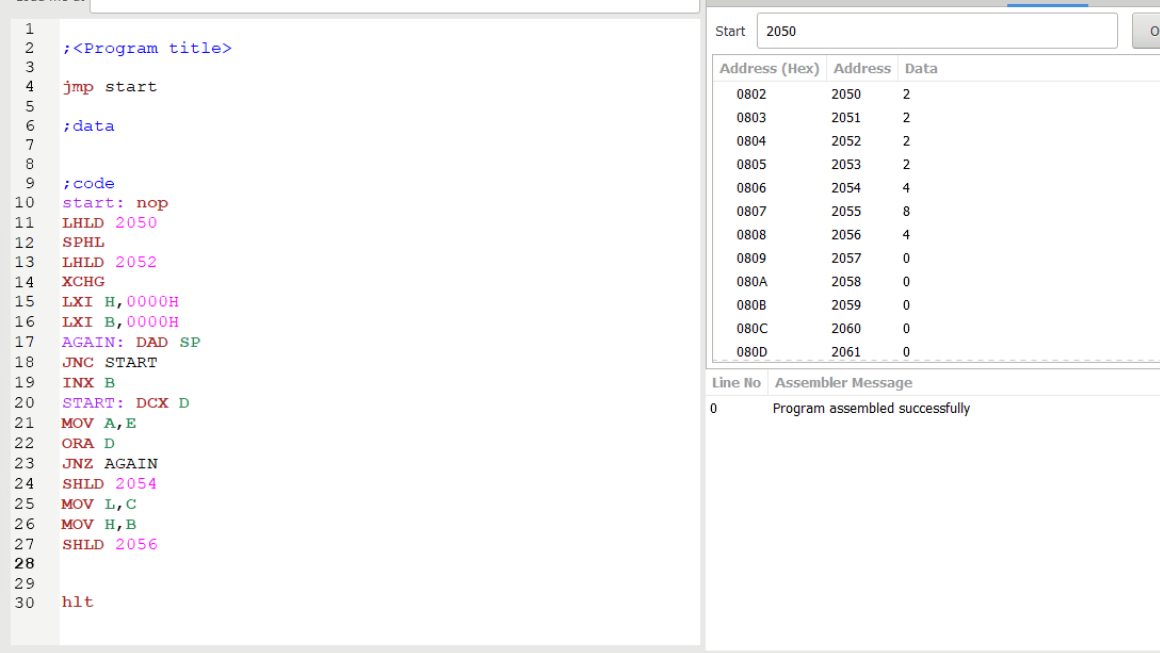 1
2 ;<Program title>
3
4 jmp start
5
6 ;data
7
8
9 ;code
10 start: nop
11 LHLD 2050
12 SPHL
13 LHLD 2052
14 XCHG
15 LXI H,0000H
16 LXI B,0000H
17 AGAIN: DAD SP
18 JNC START
19 INX B
20 START: DCX D
21 MOV A,E
22 ORA D
23 JNZ AGAIN
24 SHLD 2054
25 MOV L,C
26 MOV H,B
27 SHLD 2056
28
29
30 hlt
Start 2050
Address (Hex) Address Data
0802 2050 2
0803 2051 2
0804 2052 2
0805 2053 2
0806 2054 4
0807 2055 8
0808 2056 4
0809 2057 0
080A 2058 0
080B 2059 0
080C 2060 0
080D 2061 0
Line No Assembler Message
0 Program assembled successfully